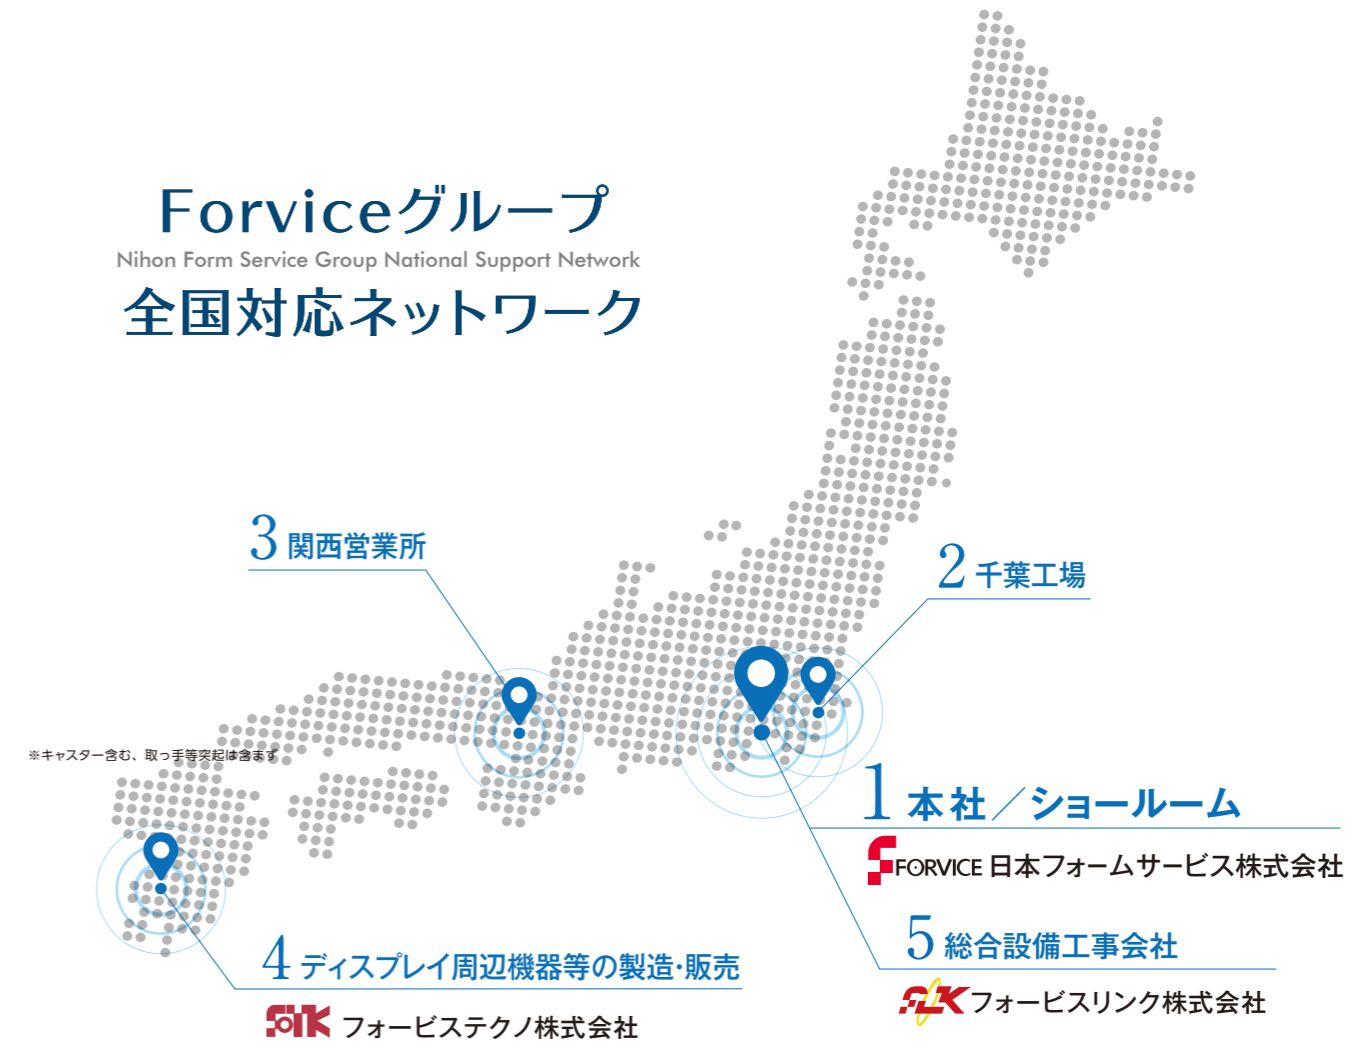 Forviceグループ
Nihon Form Service Group National Support Network
全国対応ネットワーク
3 関西営業所
2 千葉工場
※キャスター含む、取っ手等突起は含まず
1 本社／ショールーム
FORVICE 日本フォームサービス株式会社
5 総合設備工事会社
FLK フォービスリンク株式会社
4 ディスプレイ周辺機器等の製造・販売
フォービステクノ株式会社